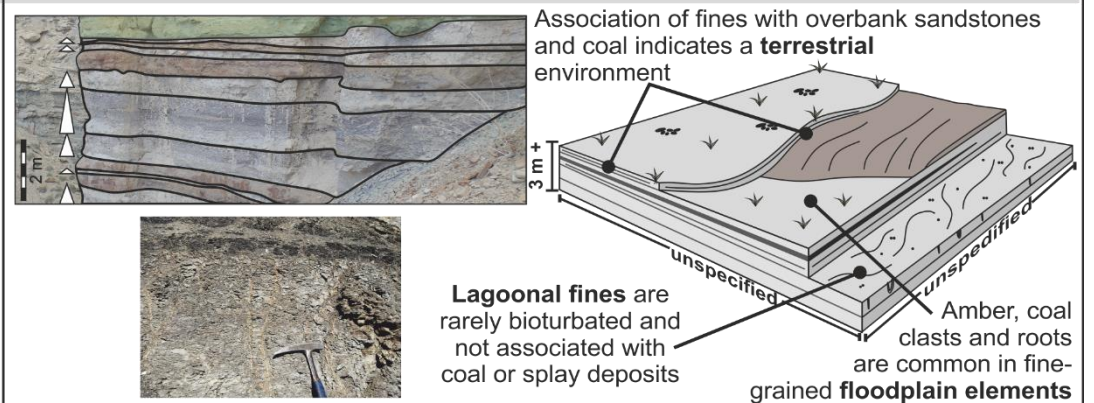 Association of fines with overbank sandstones
and coal indicates a terrestrial
environment
2 m
3 m +
unspecified
unspedified
Lagoonal fines are
rarely bioturbated and
not associated with
coal or splay deposits
Amber, coal
clasts and roots
are common in fine-
grained floodplain elements